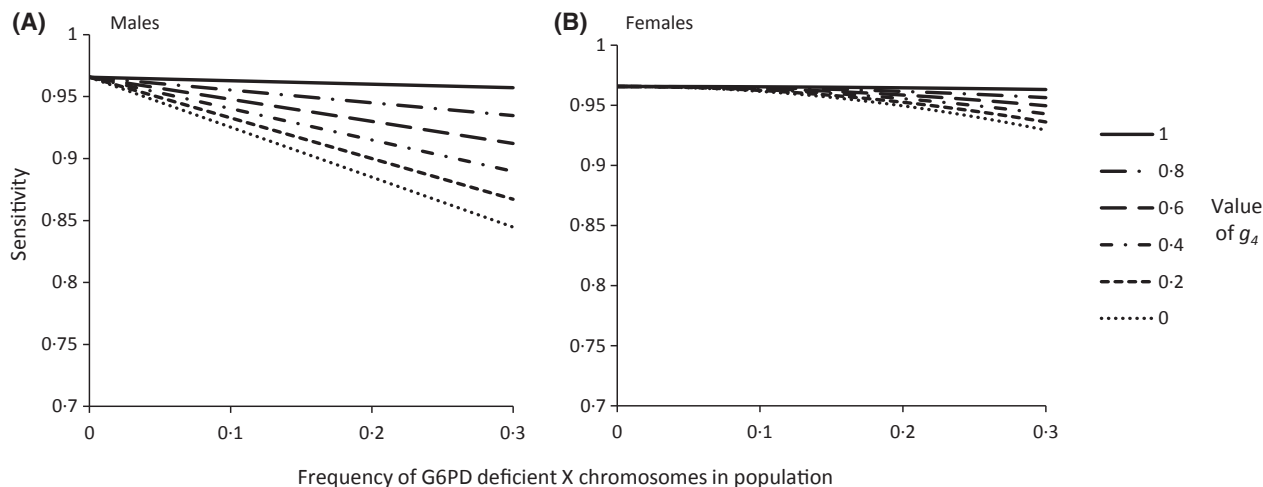 (A) Males
1
0·95
0·9
0·85
0·8
0·75
0·7
Sensitivity
0 0·1 0·2 0·3
(B) Females
1
0·95
0·9
0·85
0·8
0·75
0·7
0 0·1 0·2 0·3
Frequency of G6PD deficient X chromosomes in population
1
0·8
0·6
0·4
0·2
0
Value
of g4